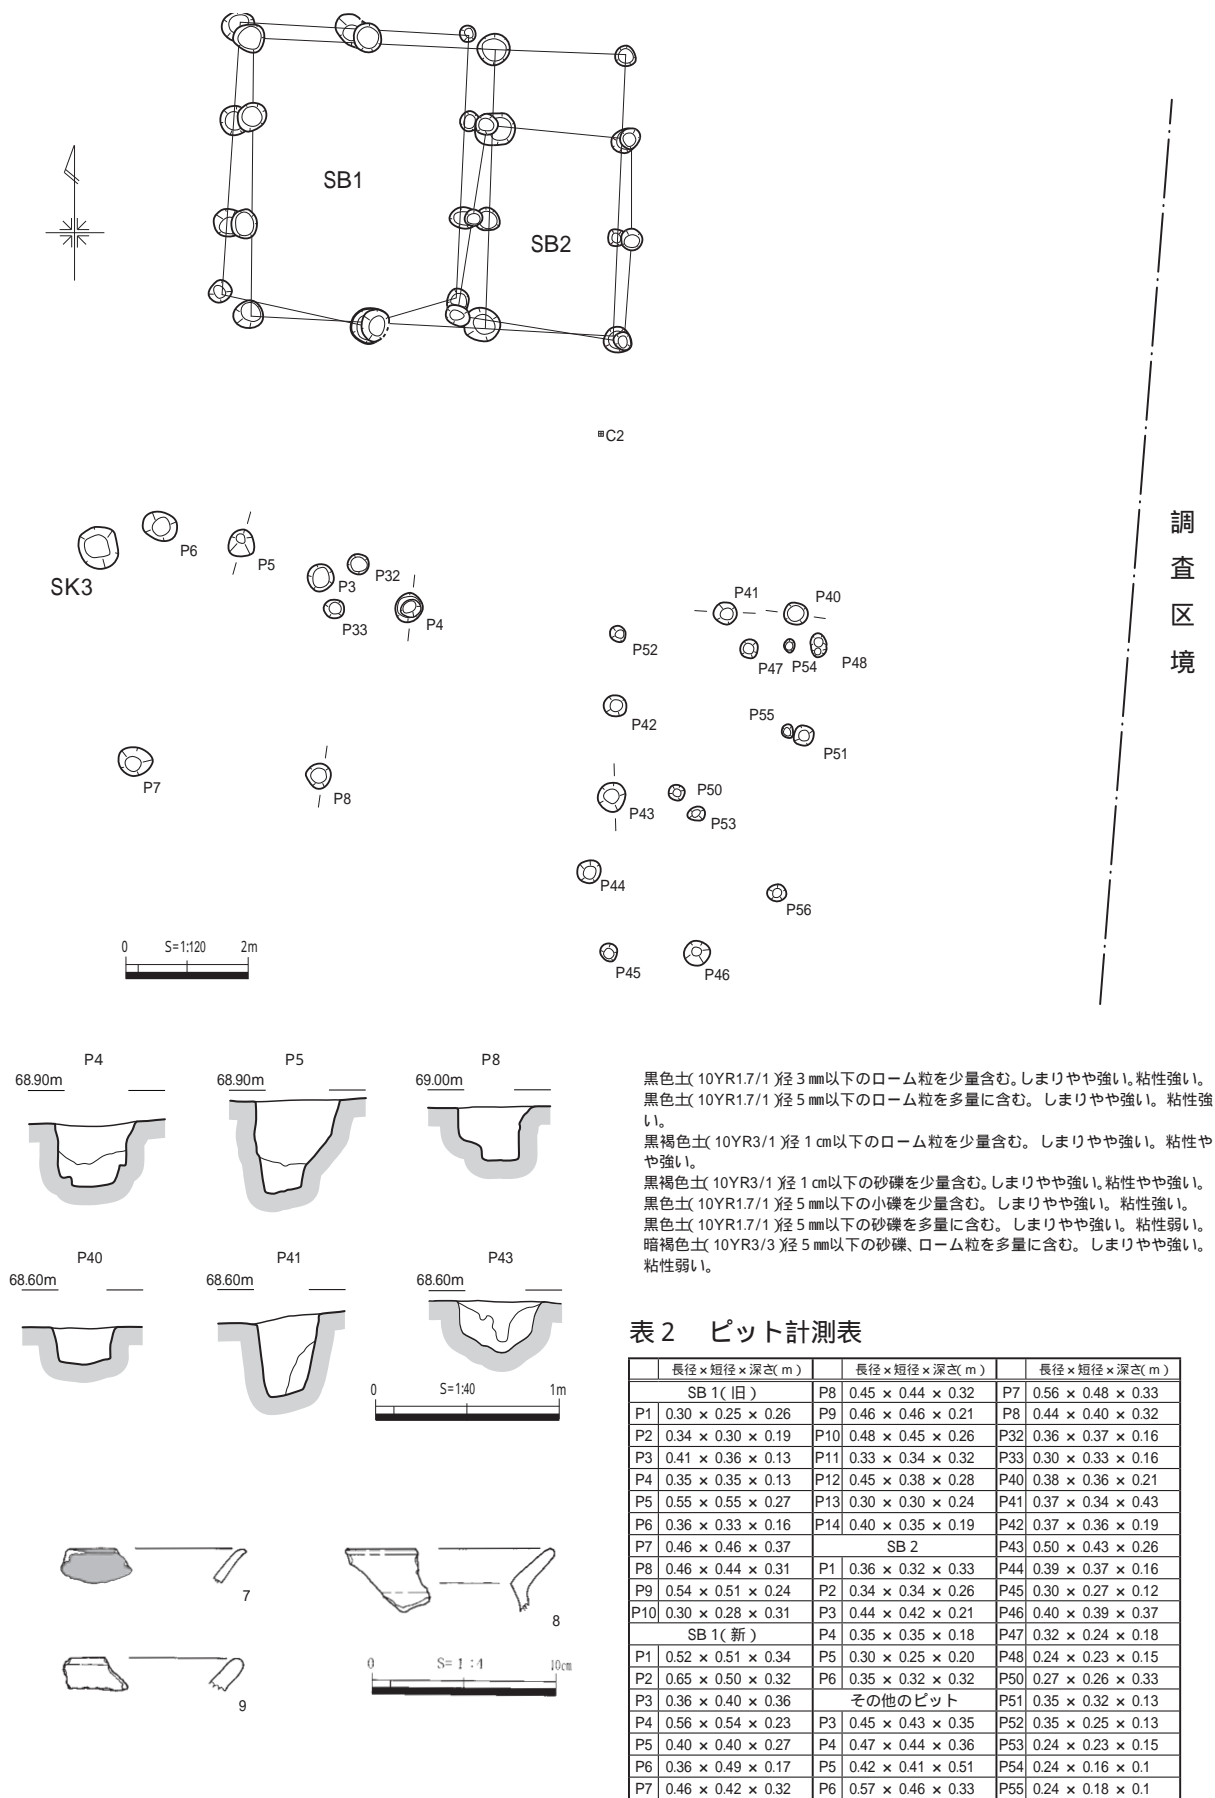 SB1
SB2
C2
P6
P5
SK3
P3
P32
P33
P4
P41
P40
P52
P47
P54
P48
P42
P55
P51
P7
P8
P50
P43
P53
P44
P56
P45
P46
調査区境
0 S=1:120 2m
P4
68.90m
P5
68.90m
P8
69.00m
P40
68.60m
P41
68.60m
P43
68.60m
0 S=1:40 1m
7
8
9
0 S=1:4 10cm
黒色土(10YR1.7/1)径3㎜以下のローム粒を少量含む。しまりやや強い。粘性強い。
黒色土(10YR1.7/1)径5㎜以下のローム粒を多量に含む。しまりやや強い。粘性強
い。
黒褐色土(10YR3/1)径1㎝以下のローム粒を少量含む。しまりやや強い。粘性や
や強い。
黒褐色土(10YR3/1)径1㎝以下の砂礫を少量含む。しまりやや強い。粘性やや強い。
黒色土(10YR1.7/1)径5㎜以下の小礫を少量含む。しまりやや強い。粘性強い。
黒色土(10YR1.7/1)径5㎜以下の砂礫を多量に含む。しまりやや強い。粘性弱い。
暗褐色土(10YR3/3)径5㎜以下の砂礫、ローム粒を多量に含む。しまりやや強い。
粘性弱い。
表2 ピット計測表
長径×短径×深さ(m) 長径×短径×深さ(m) 長径×短径×深さ(m)
SB1(旧) P8 0.45 × 0.44 × 0.32 P7 0.56 × 0.48 × 0.33
P1 0.30 × 0.25 × 0.26 P9 0.46 × 0.46 × 0.21 P8 0.44 × 0.40 × 0.32
P2 0.34 × 0.30 × 0.19 P10 0.48 × 0.45 × 0.26 P32 0.36 × 0.37 × 0.16
P3 0.41 × 0.36 × 0.13 P11 0.33 × 0.34 × 0.32 P33 0.30 × 0.33 × 0.16
P4 0.35 × 0.35 × 0.13 P12 0.45 × 0.38 × 0.28 P40 0.38 × 0.36 × 0.21
P5 0.55 × 0.55 × 0.27 P13 0.30 × 0.30 × 0.24 P41 0.37 × 0.34 × 0.43
P6 0.36 × 0.33 × 0.16 P14 0.40 × 0.35 × 0.19 P42 0.37 × 0.36 × 0.19
P7 0.46 × 0.46 × 0.37 SB2 P43 0.50 × 0.43 × 0.26
P8 0.46 × 0.44 × 0.31 P1 0.36 × 0.32 × 0.33 P44 0.39 × 0.37 × 0.16
P9 0.54 × 0.51 × 0.24 P2 0.34 × 0.34 × 0.26 P45 0.30 × 0.27 × 0.12
P10 0.30 × 0.28 × 0.31 P3 0.44 × 0.42 × 0.21 P46 0.40 × 0.39 × 0.37
SB1(新) P4 0.35 × 0.35 × 0.18 P47 0.32 × 0.24 × 0.18
P1 0.52 × 0.51 × 0.34 P5 0.30 × 0.25 × 0.20 P48 0.24 × 0.23 × 0.15
P2 0.65 × 0.50 × 0.32 P6 0.35 × 0.32 × 0.32 P50 0.27 × 0.26 × 0.33
P3 0.36 × 0.40 × 0.36 その他のピット P51 0.35 × 0.32 × 0.13
P4 0.56 × 0.54 × 0.23 P3 0.45 × 0.43 × 0.35 P52 0.35 × 0.25 × 0.13
P5 0.40 × 0.40 × 0.27 P4 0.47 × 0.44 × 0.36 P53 0.24 × 0.23 × 0.15
P6 0.36 × 0.49 × 0.17 P5 0.42 × 0.41 × 0.51 P54 0.24 × 0.16 × 0.1
P7 0.46 × 0.42 × 0.32 P6 0.57 × 0.46 × 0.33 P55 0.24 × 0.18 × 0.1